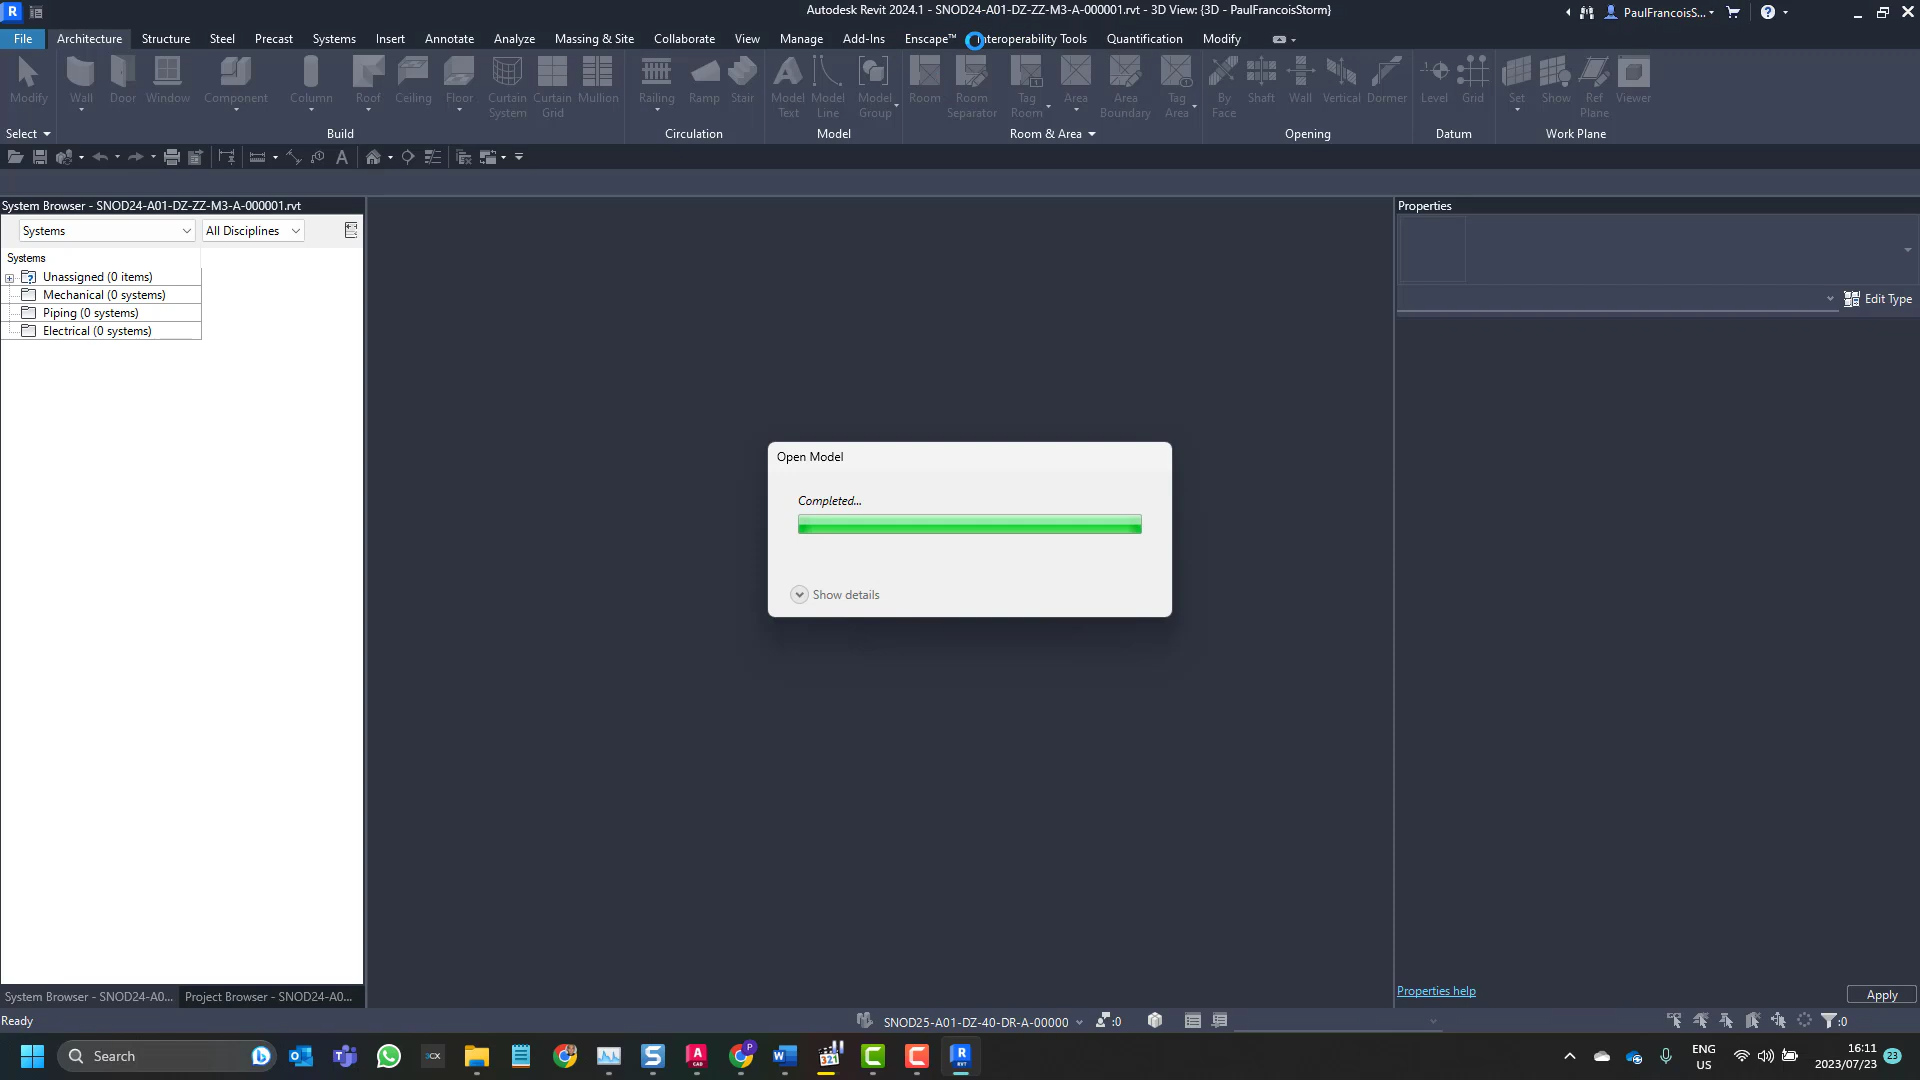 Autodesk Revit 2024.1 - SNOD24-A01-DZ-ZZ-M3-A-000001.rvt - 3D View: {3D - PaulFrancoisStorm}
PaulFrancoisS...
File Architecture Structure Steel Precast Systems Insert Annotate Analyze Massing & Site Collaborate View Manage Add-Ins Enscape™ Interoperability Tools Quantification Modify
Modify Wall Door Window Component Column Roof Ceiling Floor Curtain Curtain Mullion Railing Ramp Stair Model Model Model Room Room Tag Area Area Tag By Shaft Wall Vertical Dormer Level Grid Set Show Ref Viewer
System Grid Text Line Group Separator Room Boundary Area Face Plane
Select Build Circulation Model Room & Area Opening Datum Work Plane
System Browser - SNOD24-A01-DZ-ZZ-M3-A-000001.rvt
Properties
Systems All Disciplines
Systems
Unassigned (0 items)
Mechanical (0 systems)
Piping (0 systems)
Electrical (0 systems)
Edit Type
Open Model
Completed...
Show details
Properties help
Apply
System Browser - SNOD24-A0... Project Browser - SNOD24-A0...
Ready
SNOD25-A01-DZ-40-DR-A-00000
:0
:0
Search
ENG
US
16:11
2023/07/23
23